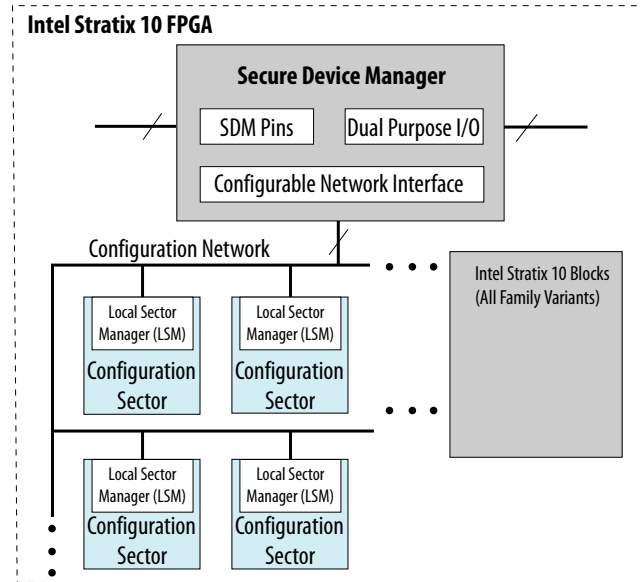 Intel Stratix 10 FPGA
Secure Device Manager
SDM Pins
Dual Purpose I/O
Configurable Network Interface
Configuration Network
Intel Stratix 10 Blocks
(All Family Variants)
Local Sector
Manager (LSM)
Configuration
Sector
Local Sector
Manager (LSM)
Configuration
Sector
Local Sector
Manager (LSM)
Configuration
Sector
Local Sector
Manager (LSM)
Configuration
Sector